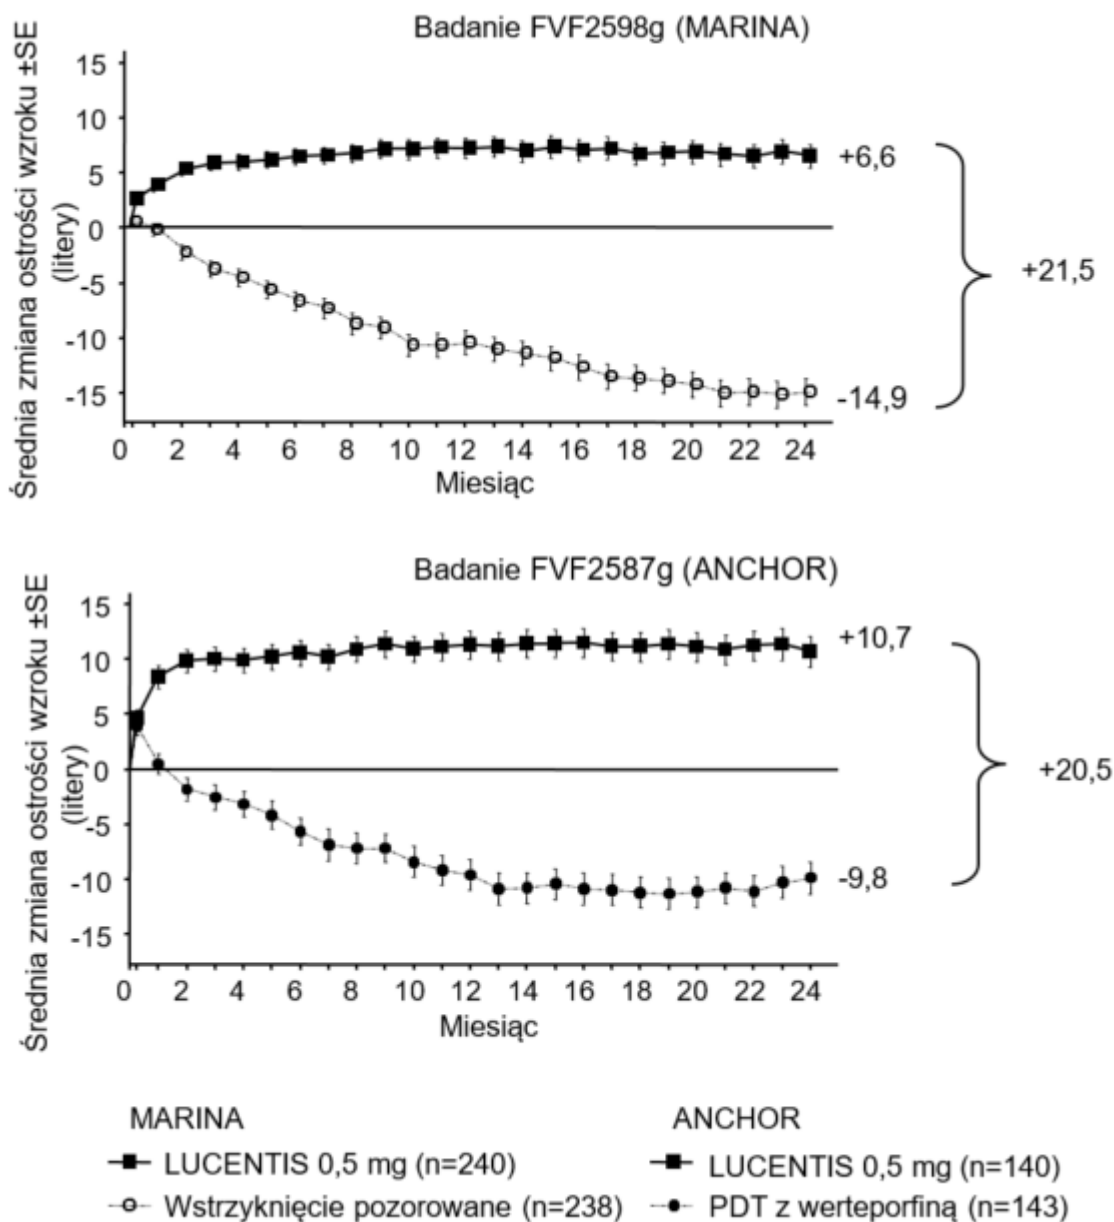 Badanie FVF2598g (MARINA)
Średnia zmiana ostrości wzroku ±SE
(litery)
15
10
5
0
-5
-10
-15
+6,6
-14,9
+21,5
0 2 4 6 8 10 12 14 16 18 20 22 24
Miesiąc
Badanie FVF2587g (ANCHOR)
Średnia zmiana ostrości wzroku ±SE
(litery)
15
10
5
0
-5
-10
-15
+10,7
-9,8
+20,5
0 2 4 6 8 10 12 14 16 18 20 22 24
Miesiąc
MARINA
LUCENTIS 0,5 mg (n=240)
Wstrzyknięcie pozorowane (n=238)
ANCHOR
LUCENTIS 0,5 mg (n=140)
PDT z werteporfiną (n=143)